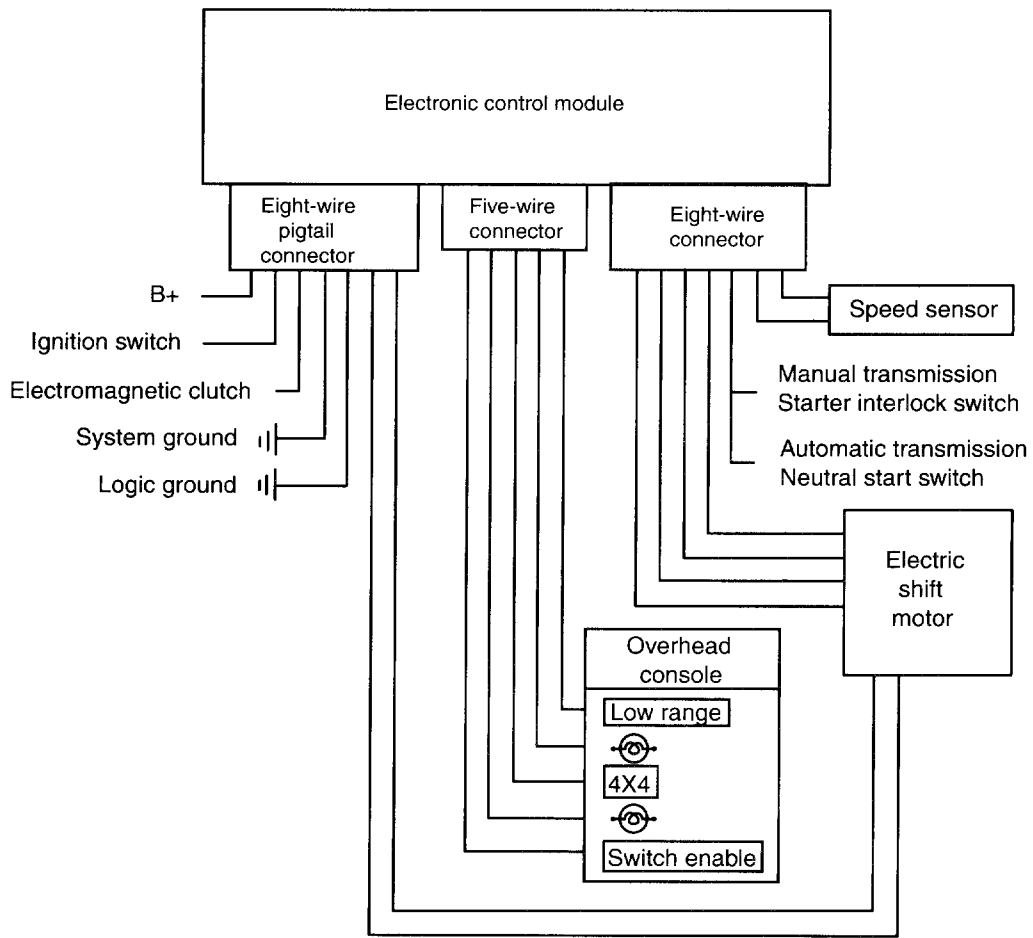 Electronic control module
Eight-wire
pigtail
connector
Five-wire
connector
Eight-wire
connector
B+
Ignition switch
Electromagnetic clutch
System ground
Logic ground
Speed sensor
Manual transmission
Starter interlock switch
Automatic transmission
Neutral start switch
Electric
shift
motor
Overhead
console
Low range
4X4
Switch enable